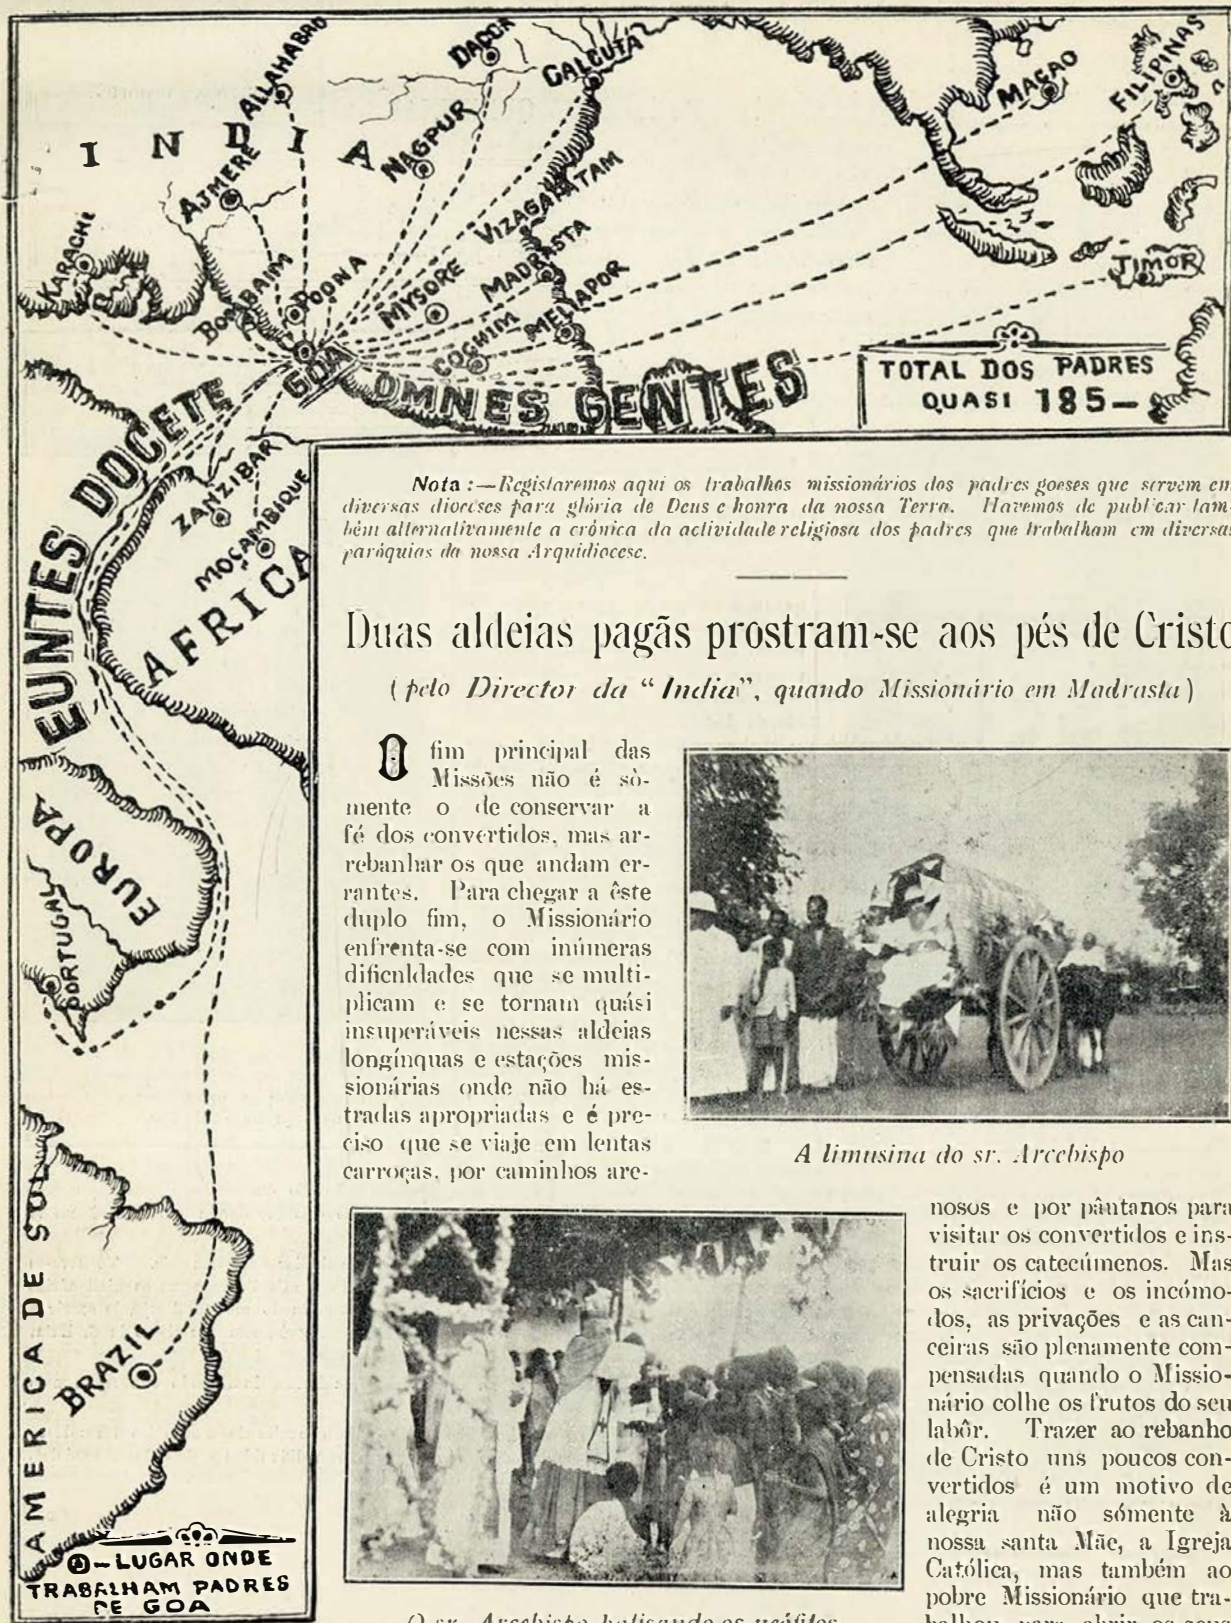 INDIA
ALLAHABAD
DACCA
CALCUTÁ
MACAO
FILIPINAS
AJMERE
NAGPUR
VIZAGAPATAM
KARACHI
BOMBAIM
POONA
MYSORE
MADRASTA
COCHIM
MELIAPOR
TIMOR
GOA
EUNTES DOCETE OMNES GENTES
TOTAL DOS PADRES
QUASI 185—
ZANZIBAR
MOÇAMBIQUE
AFRICA
EUROPA
PORTUGAL
AMERICA DE SOL
BRAZIL
—LUGAR ONDE
TRABALHAM PADRES
DE GOA
Nota :—Registaremos aqui os trabalhos missionários dos padres goeses que servem em
diversas dioceses para glória de Deus e honra da nossa Terra. Havemos de publicar tam-
bêm alternativamente a crónica da actividade religiosa dos padres que trabalham em diversas
paróquias da nossa Arquidiocese.
Duas aldeias pagãs prostram-se aos pés de Cristo
(pelo Director da "India", quando Missionário em Madrasta)
O fim principal das
Missões não é sò-
mente o de conservar a
fé dos convertidos, mas ar-
rebanhar os que andam er-
rantes. Para chegar a êste
duplo fim, o Missionário
enfrenta-se com inúmeras
dificuldades que se multi-
plicam e se tornam quási
insuperáveis nessas aldeias
longínquas e estações mis-
sionárias onde não há es-
tradas apropriadas e é pre-
ciso que se viaje em lentas
carroças, por caminhos are-
A limusina do sr. Arcebispo
nosos e por pântanos para
visitar os convertidos e ins-
truir os catecúmenos. Mas
os sacrifícios e os incómo-
dos, as privações e as can-
ceiras são plenamente com-
pensadas quando o Missio-
nário colhe os frutos do seu
labôr. Trazer ao rebanho
de Cristo uns poucos con-
vertidos é um motivo de
alegria não sómente à
nossa santa Mãe, a Igreja
Católica, mas também ao
pobre Missionário que tra-
O sr. Arcebispo